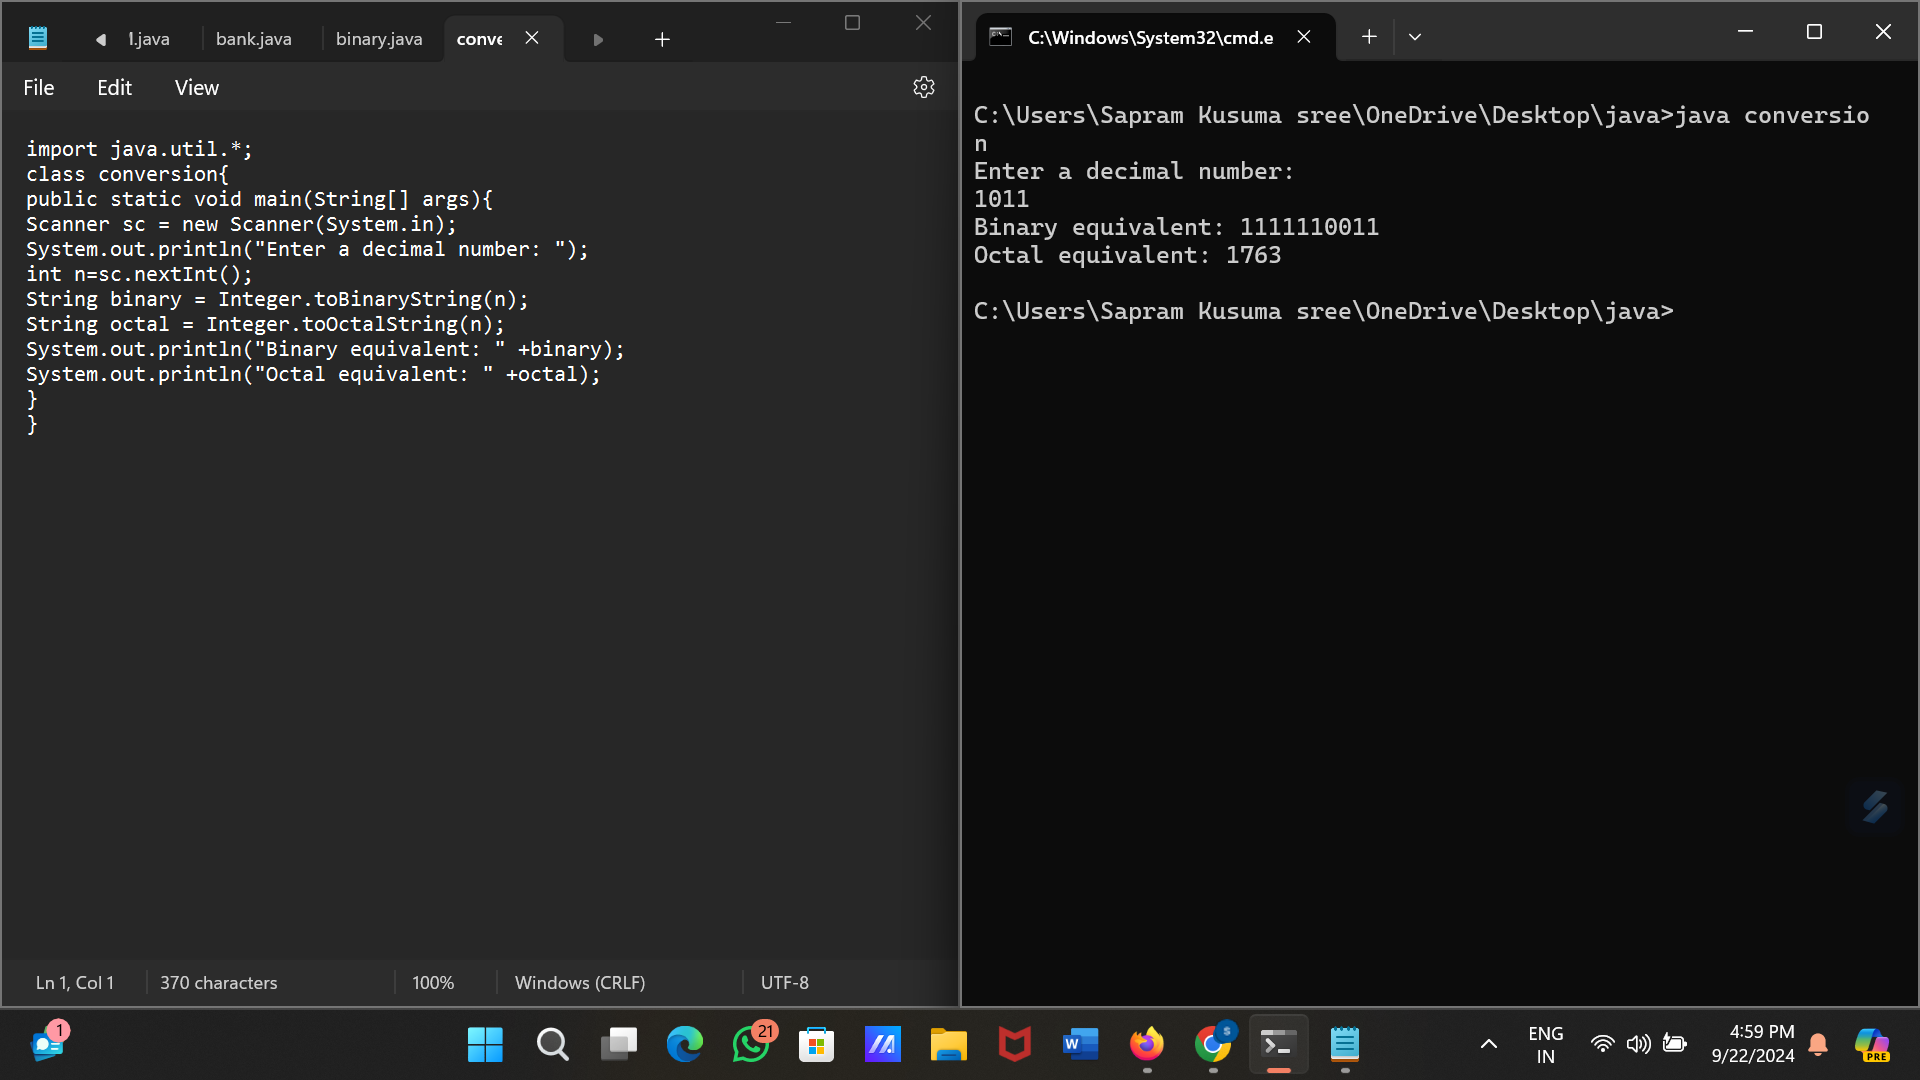 1.java bank.java binary.java conve
File Edit View
import java.util.*;
class conversion{
public static void main(String[] args){
Scanner sc = new Scanner(System.in);
System.out.println("Enter a decimal number: ");
int n=sc.nextInt();
String binary = Integer.toBinaryString(n);
String octal = Integer.toOctalString(n);
System.out.println("Binary equivalent: " +binary);
System.out.println("Octal equivalent: " +octal);
}
}
Ln 1, Col 1 370 characters 100% Windows (CRLF) UTF-8
C:\Windows\System32\cmd.e
C:\Users\Sapram Kusuma sree\OneDrive\Desktop\java>java conversio
n
Enter a decimal number:
1011
Binary equivalent: 1111110011
Octal equivalent: 1763
C:\Users\Sapram Kusuma sree\OneDrive\Desktop\java>
1
21
W
S
ENG
IN
4:59 PM
9/22/2024
PRE